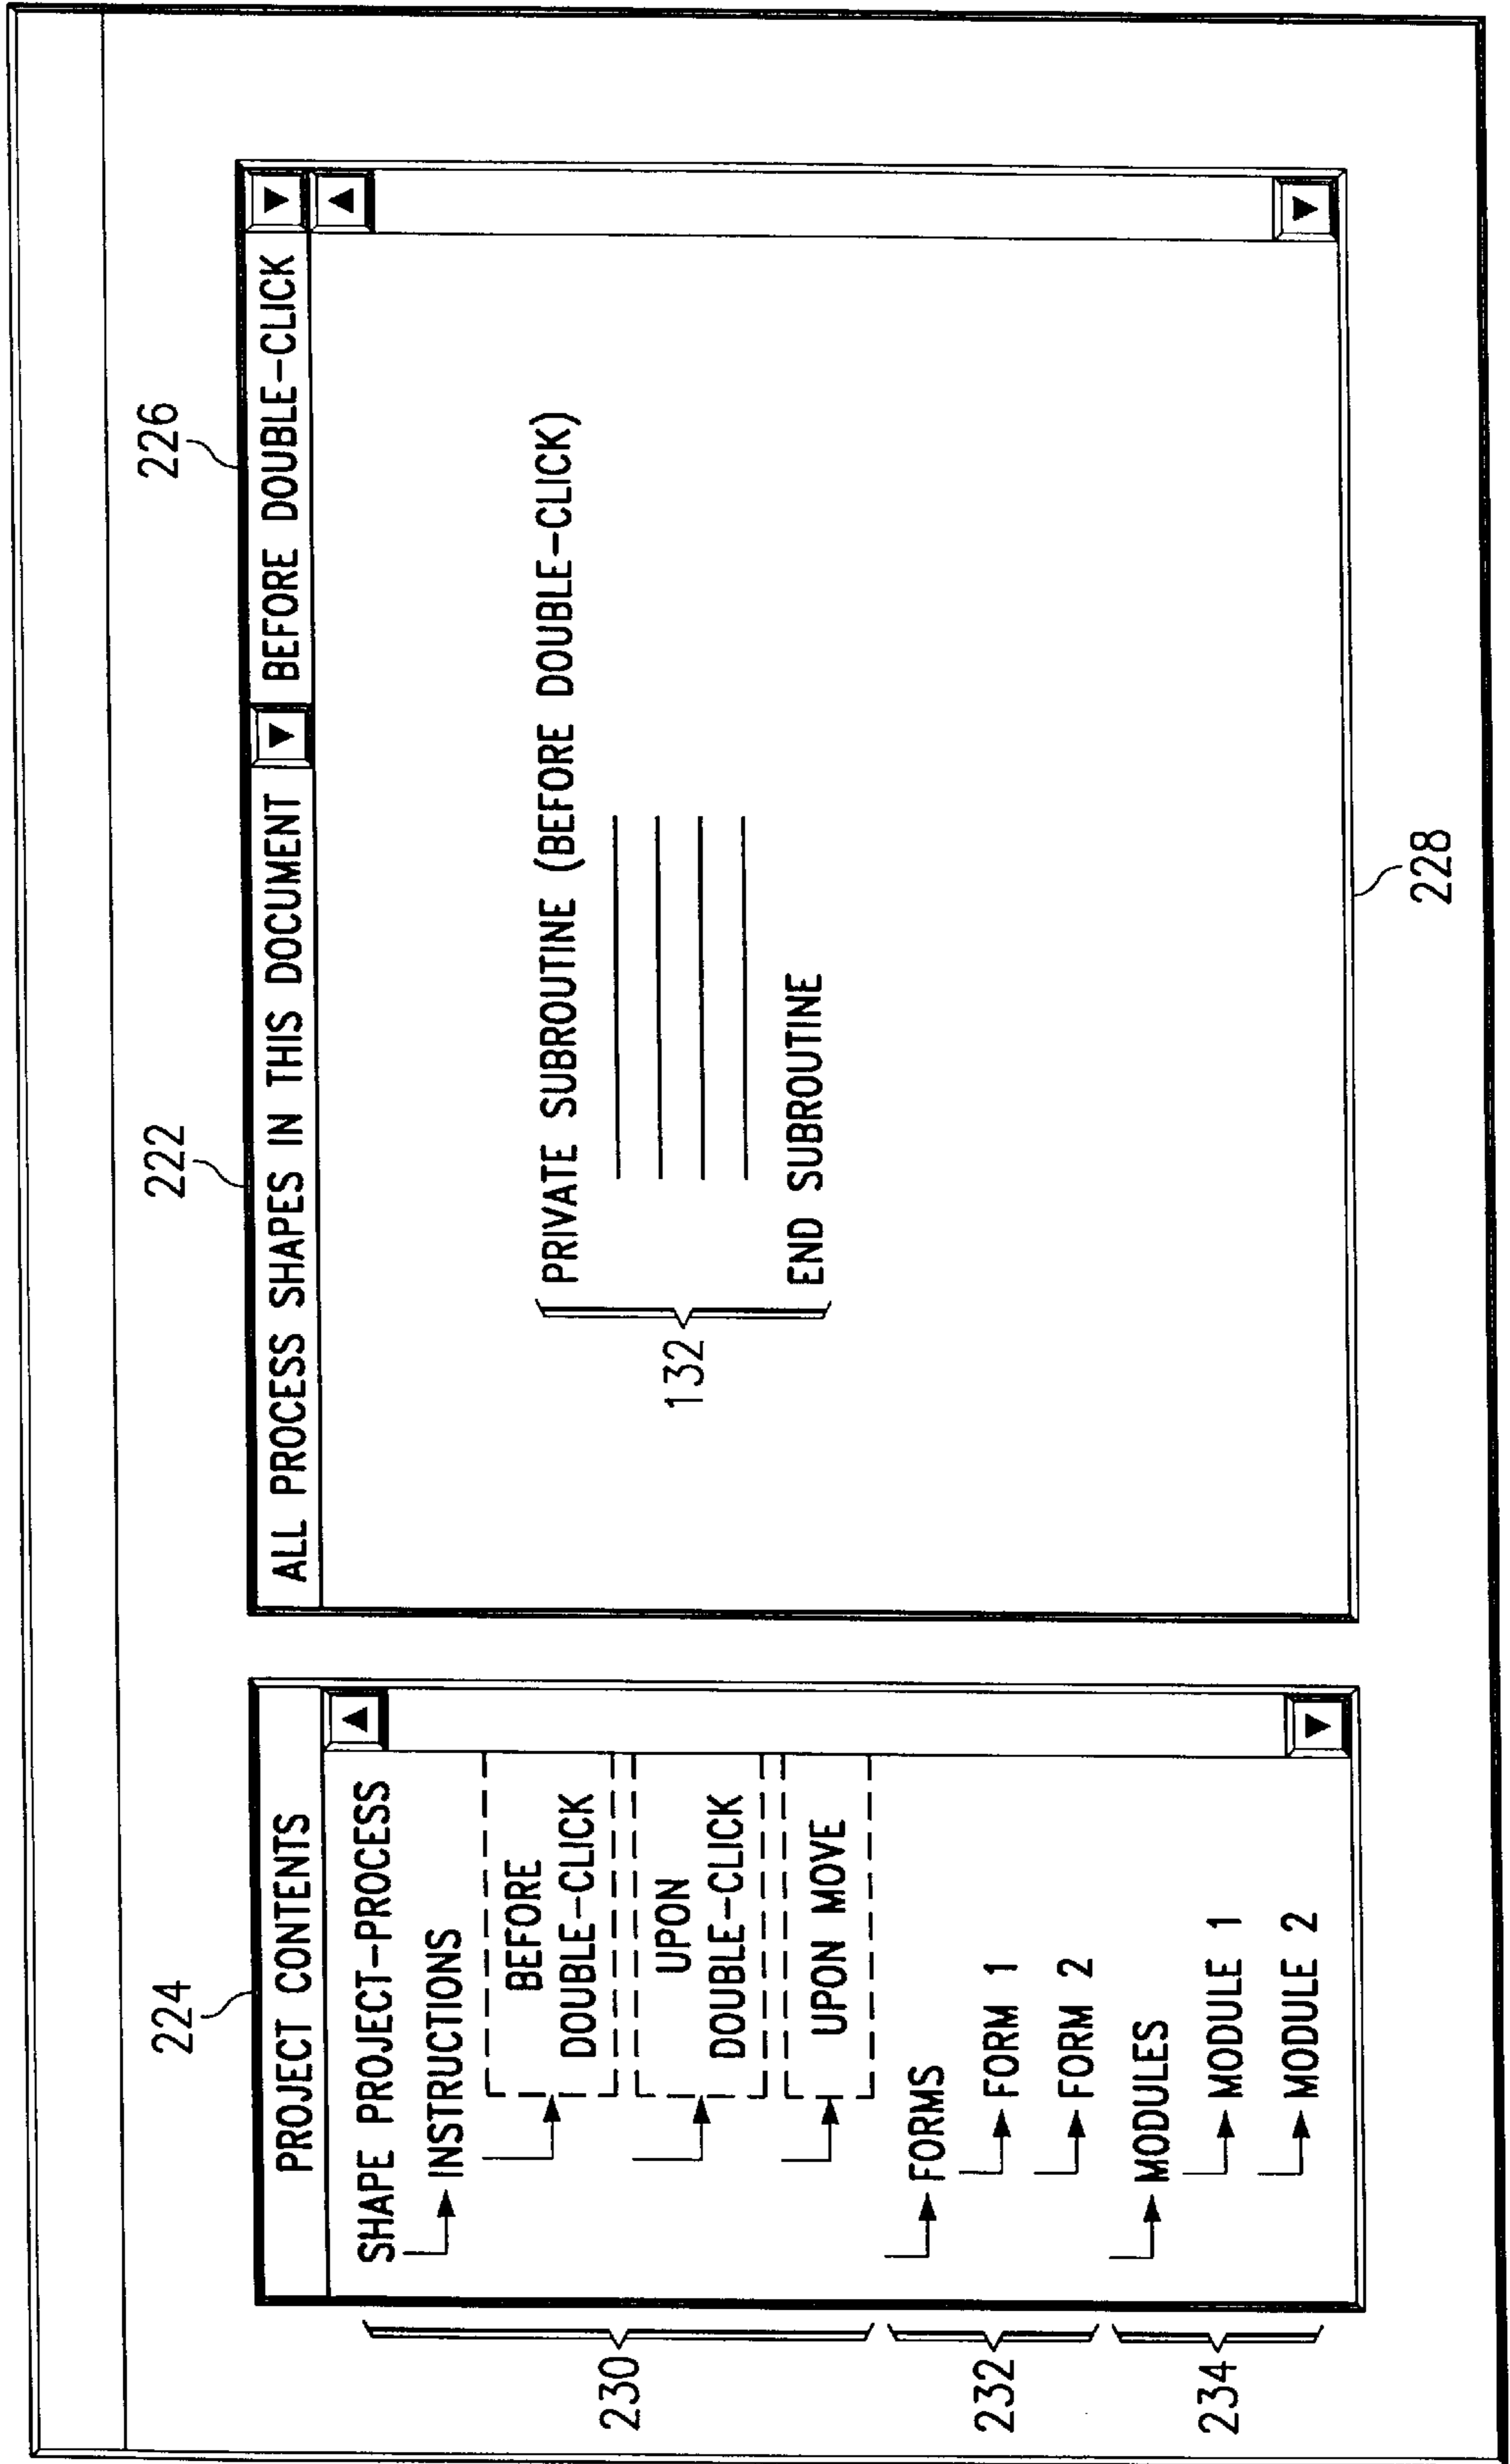 224
PROJECT CONTENTS
SHAPE PROJECT-PROCESS
INSTRUCTIONS
BEFORE
DOUBLE-CLICK
UPON
DOUBLE-CLICK
UPON MOVE
FORMS
FORM 1
FORM 2
MODULES
MODULE 1
MODULE 2
230
232
234
222
226
ALL PROCESS SHAPES IN THIS DOCUMENT
BEFORE DOUBLE-CLICK
PRIVATE SUBROUTINE (BEFORE DOUBLE-CLICK)
132
END SUBROUTINE
228